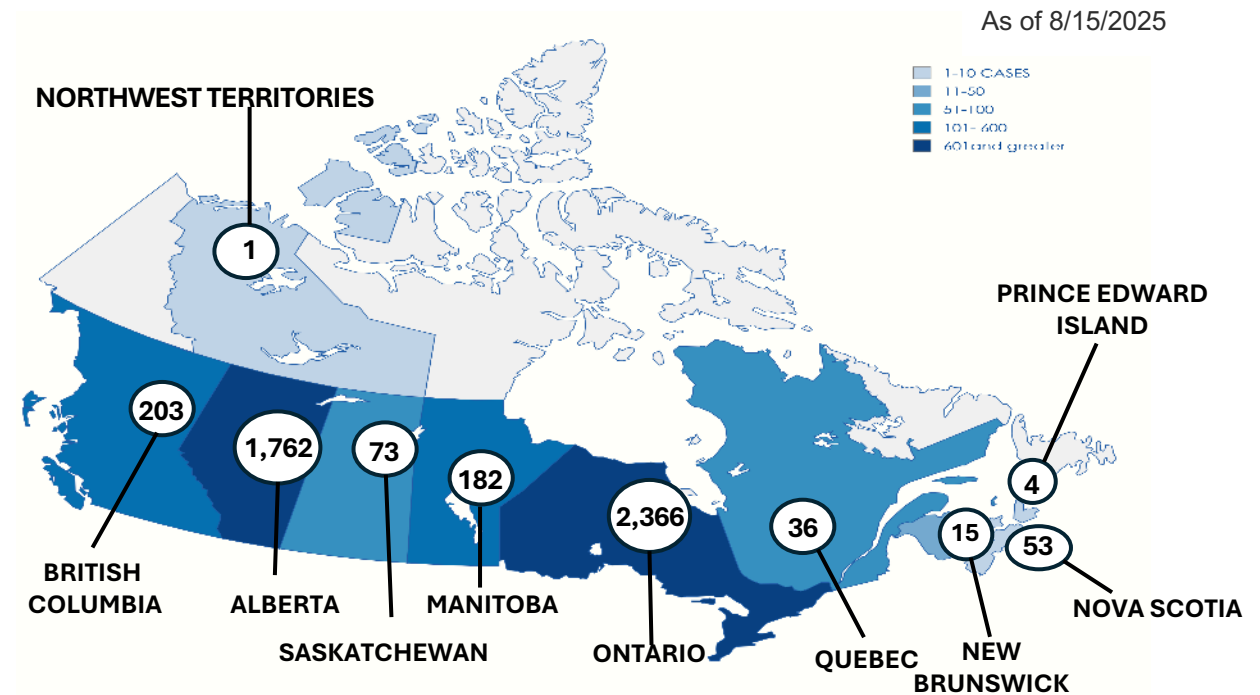 As of 8/15/2025
1-10 CASES
11-50
51-100
101- 600
601and greater
NORTHWEST TERRITORIES
1
PRINCE EDWARD
ISLAND
203
1,762
73
182
2,366
36
4
15
53
BRITISH
COLUMBIA
ALBERTA
MANITOBA
NOVA SCOTIA
SASKATCHEWAN
ONTARIO
QUEBEC
NEW
BRUNSWICK